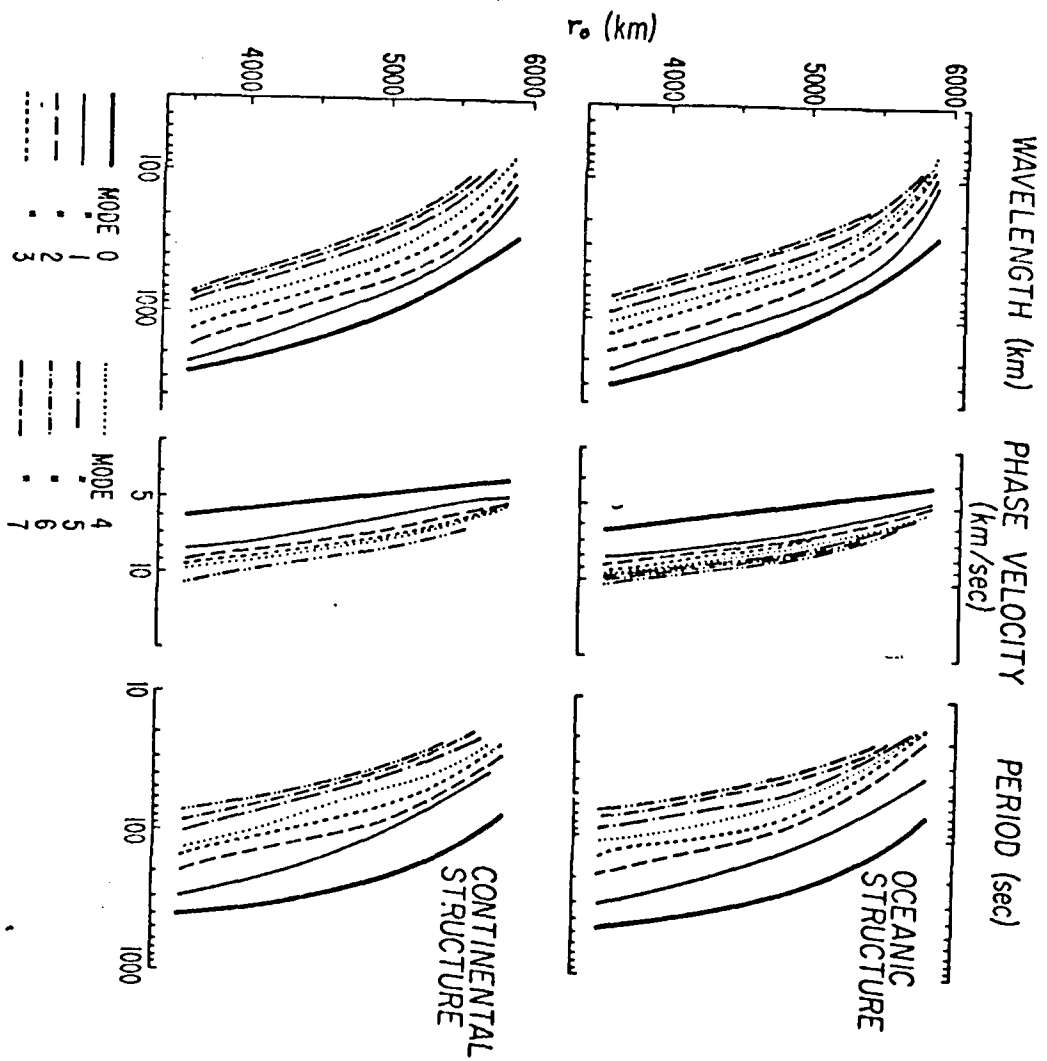 WAVELENGTH (km) PHASE VELOCITY (km/sec) PERIOD (sec)
6000
5000
4000
OCEANIC
STRUCTURE
r₀ (km)
6000
5000
4000
CONTINENTAL
STRUCTURE
100 1000 5 10 10 100 1000
MODE 0 MODE 4
" 1 " 5
" 2 " 6
" 3 " 7